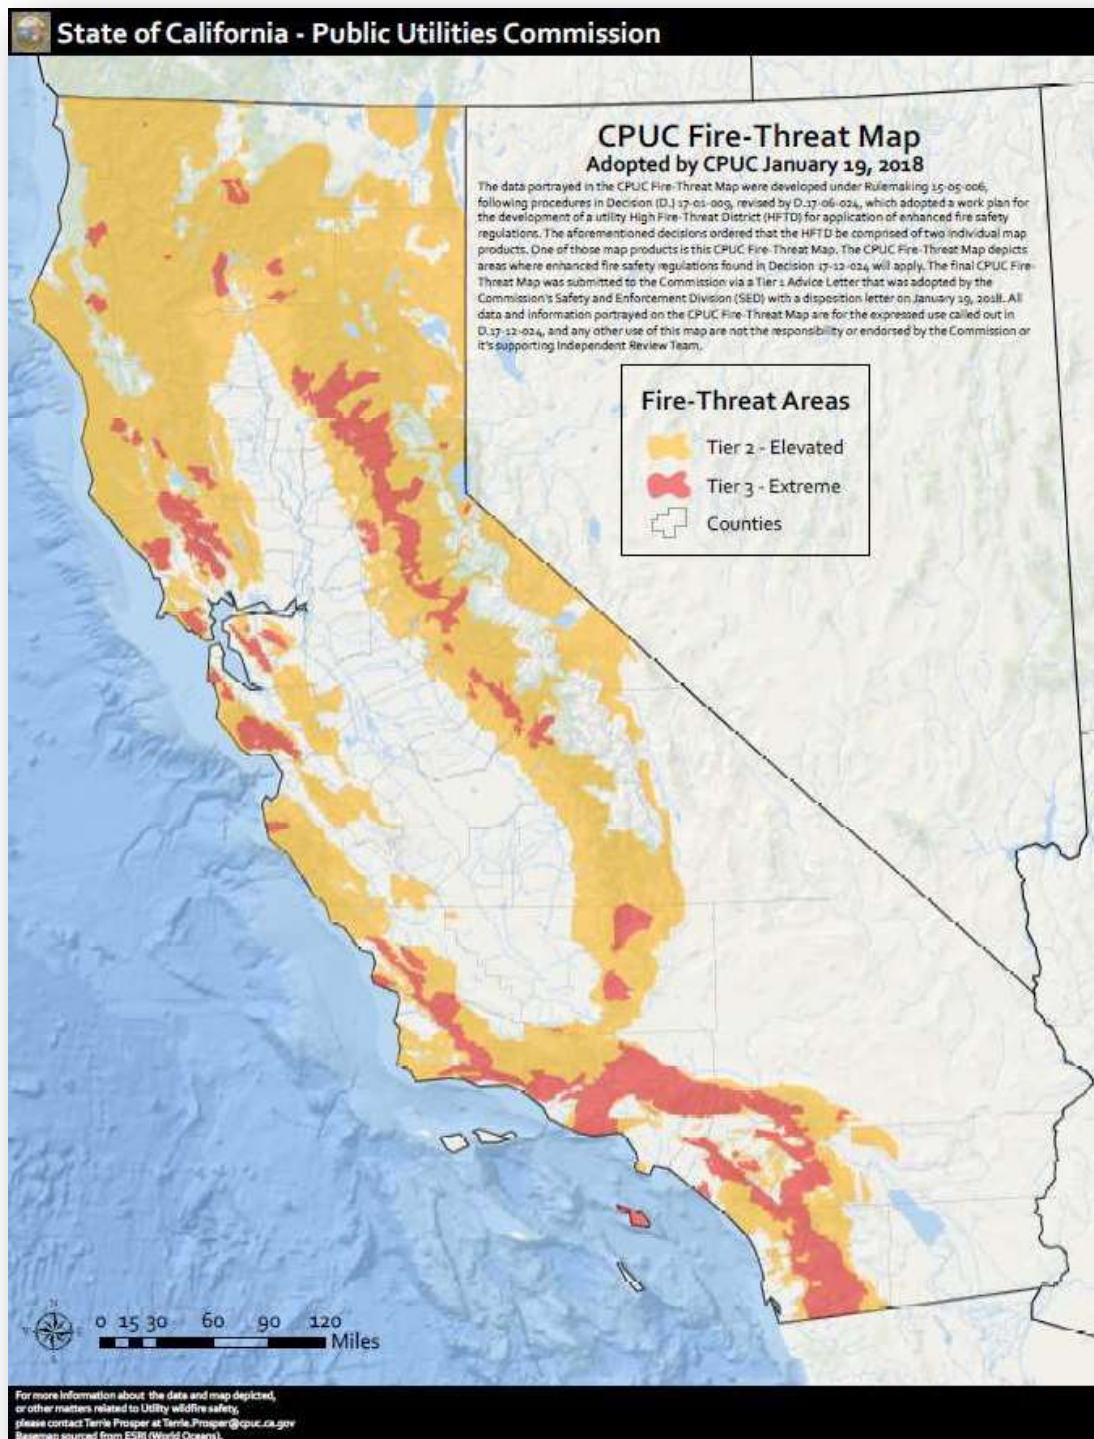 State of California - Public Utilities Commission
CPUC Fire-Threat Map
Adopted by CPUC January 19, 2018
The data portrayed in the CPUC Fire-Threat Map were developed under Rulemaking 15-05-006,
following procedures in Decision (D.) 17-01-009, revised by D.17-06-024, which adopted a work plan for
the development of a utility High Fire-Threat District (HFTD) for application of enhanced fire safety
regulations. The aforementioned decisions ordered that the HFTD be comprised of two individual map
products. One of those map products is this CPUC Fire-Threat Map. The CPUC Fire-Threat Map depicts
areas where enhanced fire safety regulations found in Decision 17-12-024 will apply. The final CPUC Fire-
Threat Map was submitted to the Commission via a Tier 1 Advice Letter that was adopted by the
Commission's Safety and Enforcement Division (SED) with a disposition letter on January 19, 2018. All
data and information portrayed on the CPUC Fire-Threat Map are for the expressed use called out in
D.17-12-024, and any other use of this map are not the responsibility or endorsed by the Commission or
it's supporting Independent Review Team.
Fire-Threat Areas
Tier 2 - Elevated
Tier 3 - Extreme
Counties
N
0 15 30 60 90 120
Miles
For more information about the data and map depicted,
or other matters related to Utility wildfire safety,
please contact Terrie Prosper at Terrie.Prosper@cpuc.ca.gov
Basemap sourced from ESRI (World Oceans).